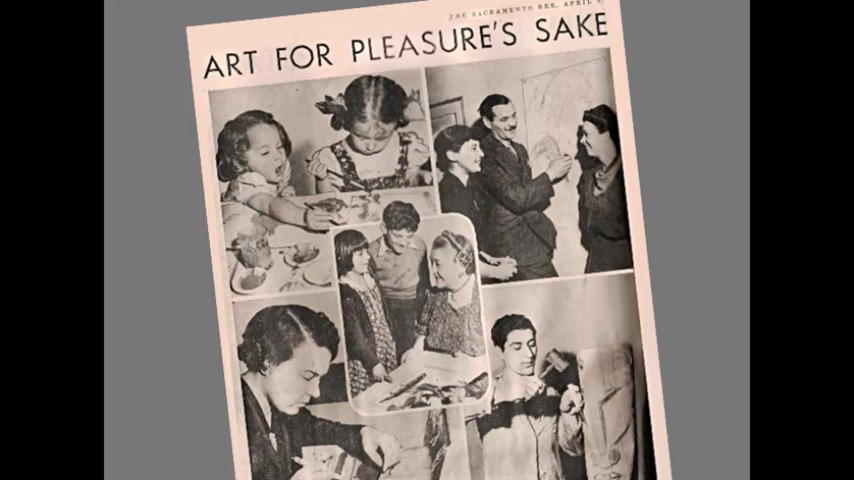 THE SACRAMENTO BEE, APRIL
ART FOR PLEASURE'S SAKE